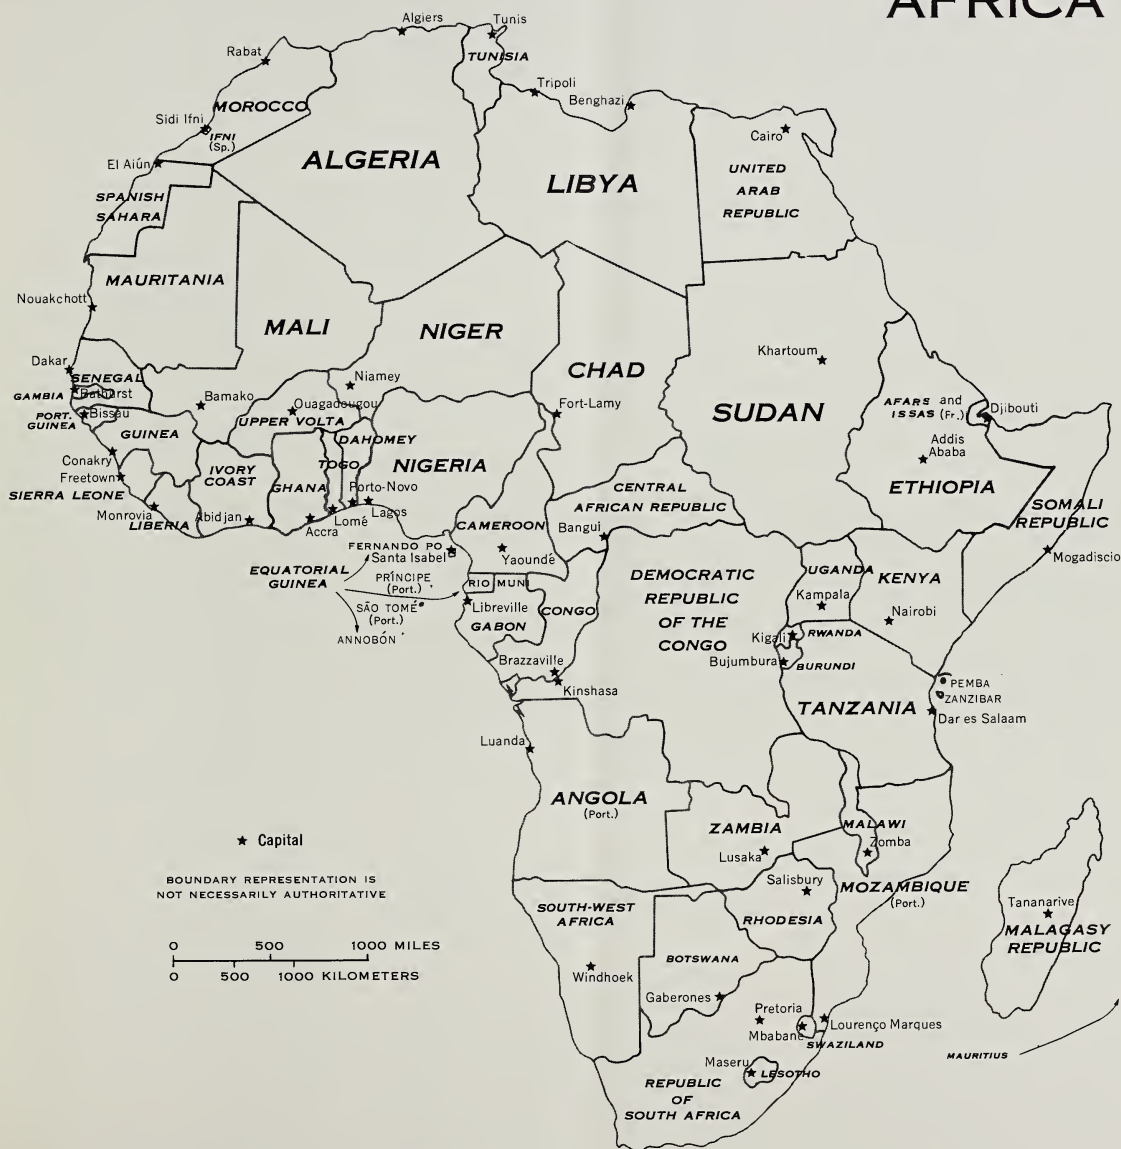 AFRICA
Algiers
Tunis
Rabat
TUNISIA
Tripoli
Benghazi
MOROCCO
Sidi Ifni
IFNI
(Sp.)
Cairo
El Aiún
ALGERIA
LIBYA
UNITED
ARAB
REPUBLIC
SPANISH
SAHARA
MAURITANIA
Nouakchott
MALI
NIGER
CHAD
Khartoum
SUDAN
Dakar
SENEGAL
GAMBIA
Bathurst
PORT.
GUINEA
Bissau
GUINEA
Bamako
Niamey
Ouagadougou
UPPER VOLTA
DAHOMEY
Fort-Lamy
AFARS and
ISSAS (Fr.)
Djibouti
Addis
Ababa
ETHIOPIA
Conakry
Freetown
SIERRA LEONE
IVORY
COAST
TOGO
GHANA
NIGERIA
Porto-Novo
Lagos
Monrovia
LIBERIA
Abidjan
Accra
Lomé
CENTRAL
AFRICAN REPUBLIC
Bangui
CAMEROON
Yaoundé
SOMALI
REPUBLIC
Mogadiscio
FERNANDO PO
Santa Isabel
EQUATORIAL
GUINEA
PRÍNCIPE
(Port.)
RIO MUNI
SÃO TOMÉ
(Port.)
ANNOBÓN
Libreville
GABON
CONGO
DEMOCRATIC
REPUBLIC
OF THE
CONGO
UGANDA
Kampala
KENYA
Nairobi
Kigali
RWANDA
Bujumbura
BURUNDI
Brazzaville
Kinshasa
TANZANIA
PEMBA
ZANZIBAR
Dar es Salaam
Luanda
ANGOLA
(Port.)
ZAMBIA
Lusaka
MALAWI
Zomba
Capital
BOUNDARY REPRESENTATION IS
NOT NECESSARILY AUTHORITATIVE
0 500 1000 MILES
0 500 1000 KILOMETERS
Salisbury
MOZAMBIQUE
(Port.)
RHODESIA
SOUTH-WEST
AFRICA
Windhoek
BOTSWANA
Gaberones
Tananarive
MALAGASY
REPUBLIC
Pretoria
Mbabane
Lourenço Marques
SWAZILAND
MAURITIUS
Maseru
LESOTHO
REPUBLIC
OF
SOUTH AFRICA